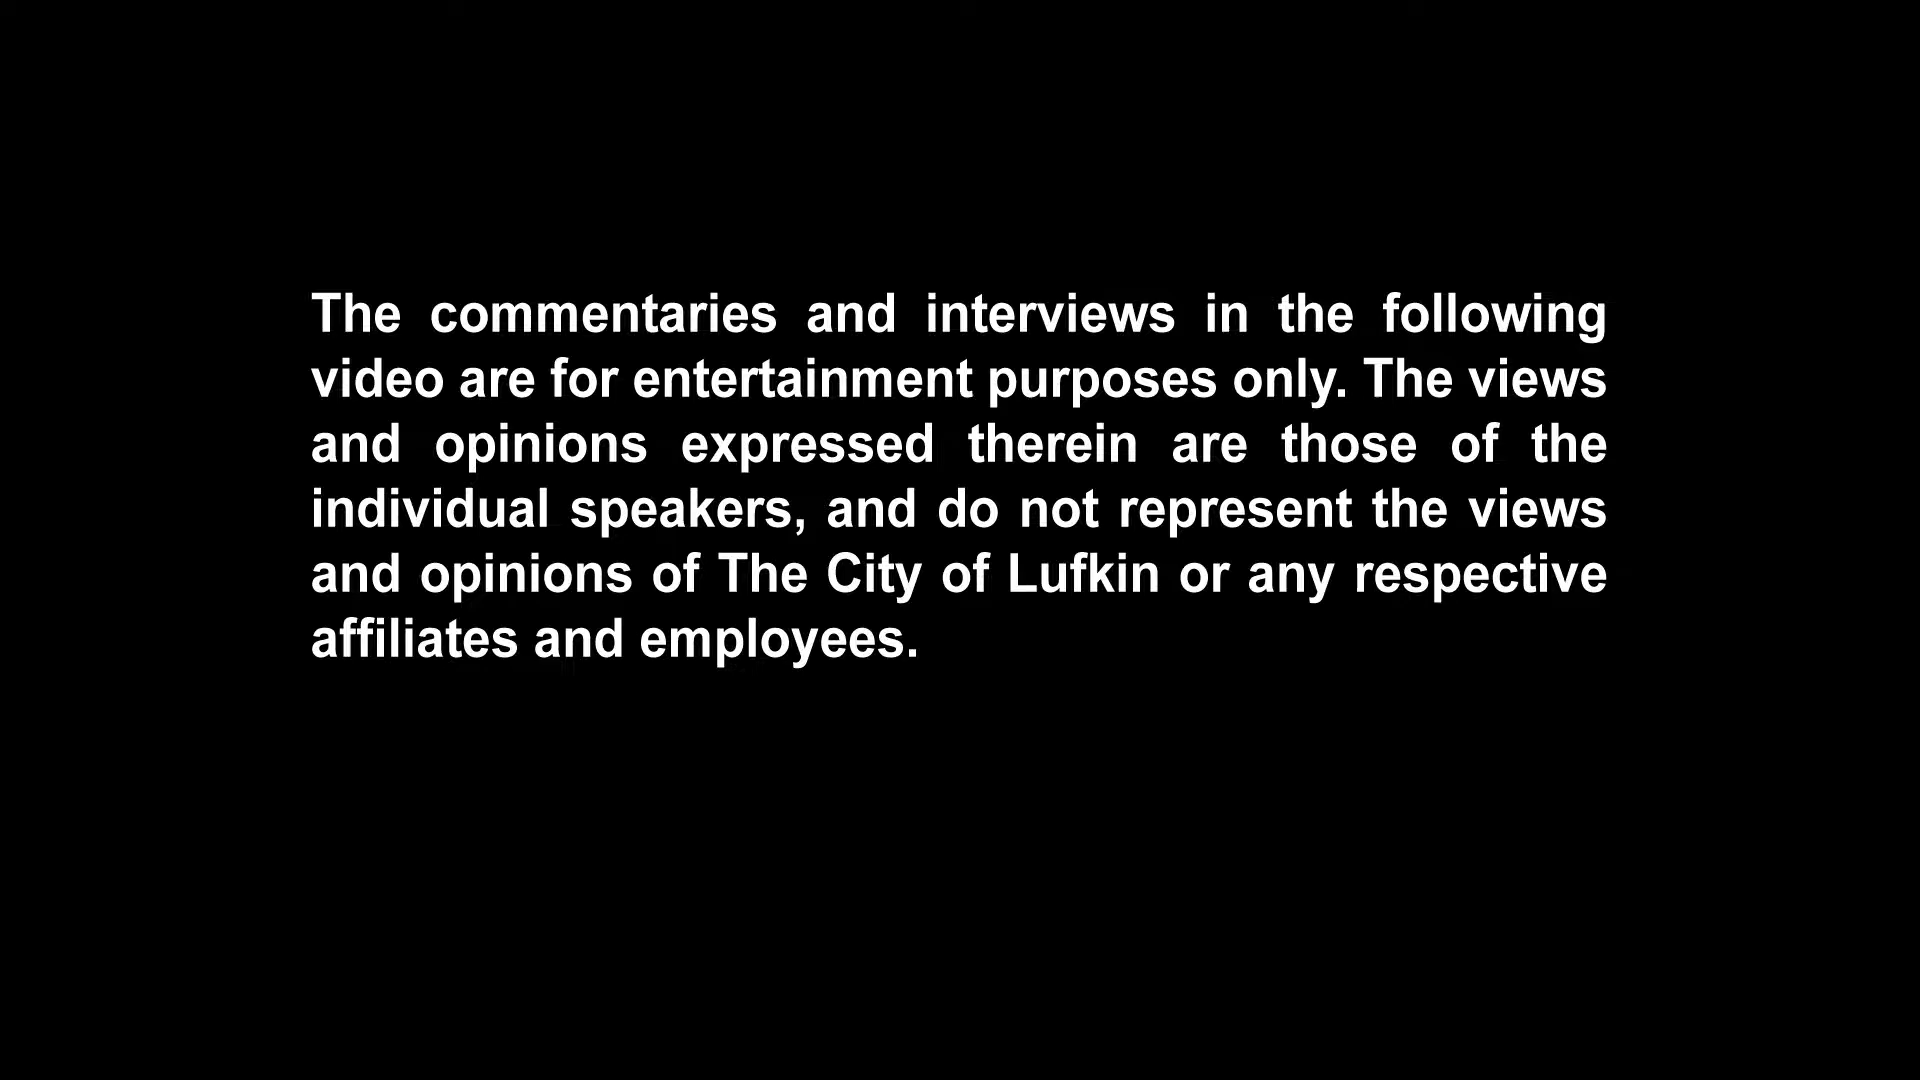 The commentaries and interviews in the following
video are for entertainment purposes only. The views
and opinions expressed therein are those of the
individual speakers, and do not represent the views
and opinions of The City of Lufkin or any respective
affiliates and employees.